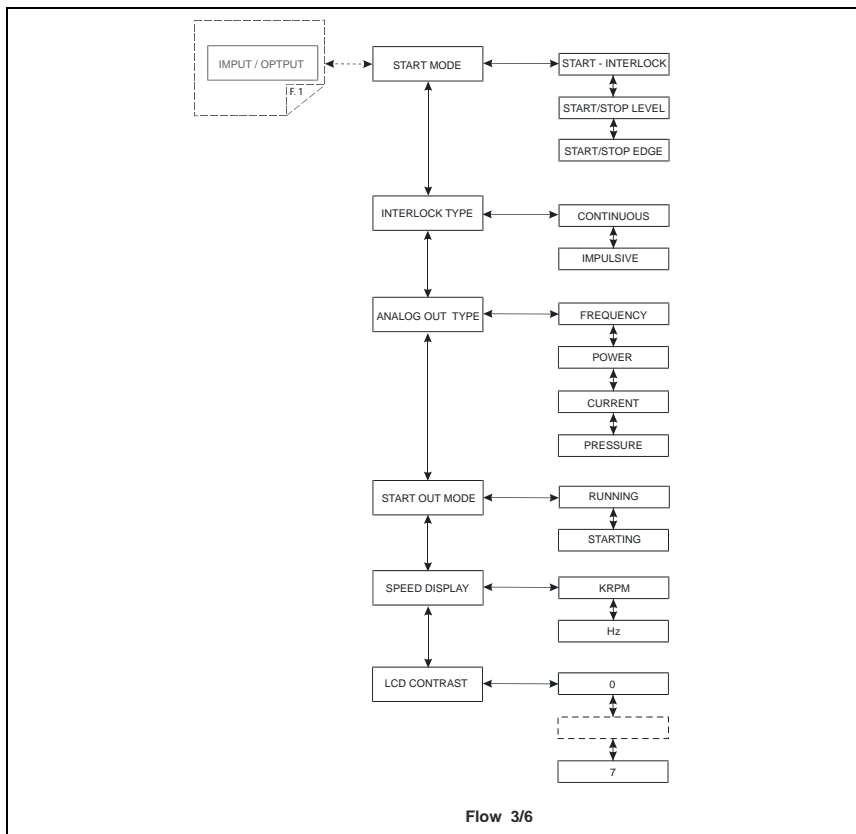 IMPUT / OPTPUT
F. 1
START MODE
START - INTERLOCK
START/STOP LEVEL
START/STOP EDGE
INTERLOCK TYPE
CONTINUOUS
IMPULSIVE
ANALOG OUT TYPE
FREQUENCY
POWER
CURRENT
PRESSURE
START OUT MODE
RUNNING
STARTING
SPEED DISPLAY
KRPM
Hz
LCD CONTRAST
0
7
Flow 3/6